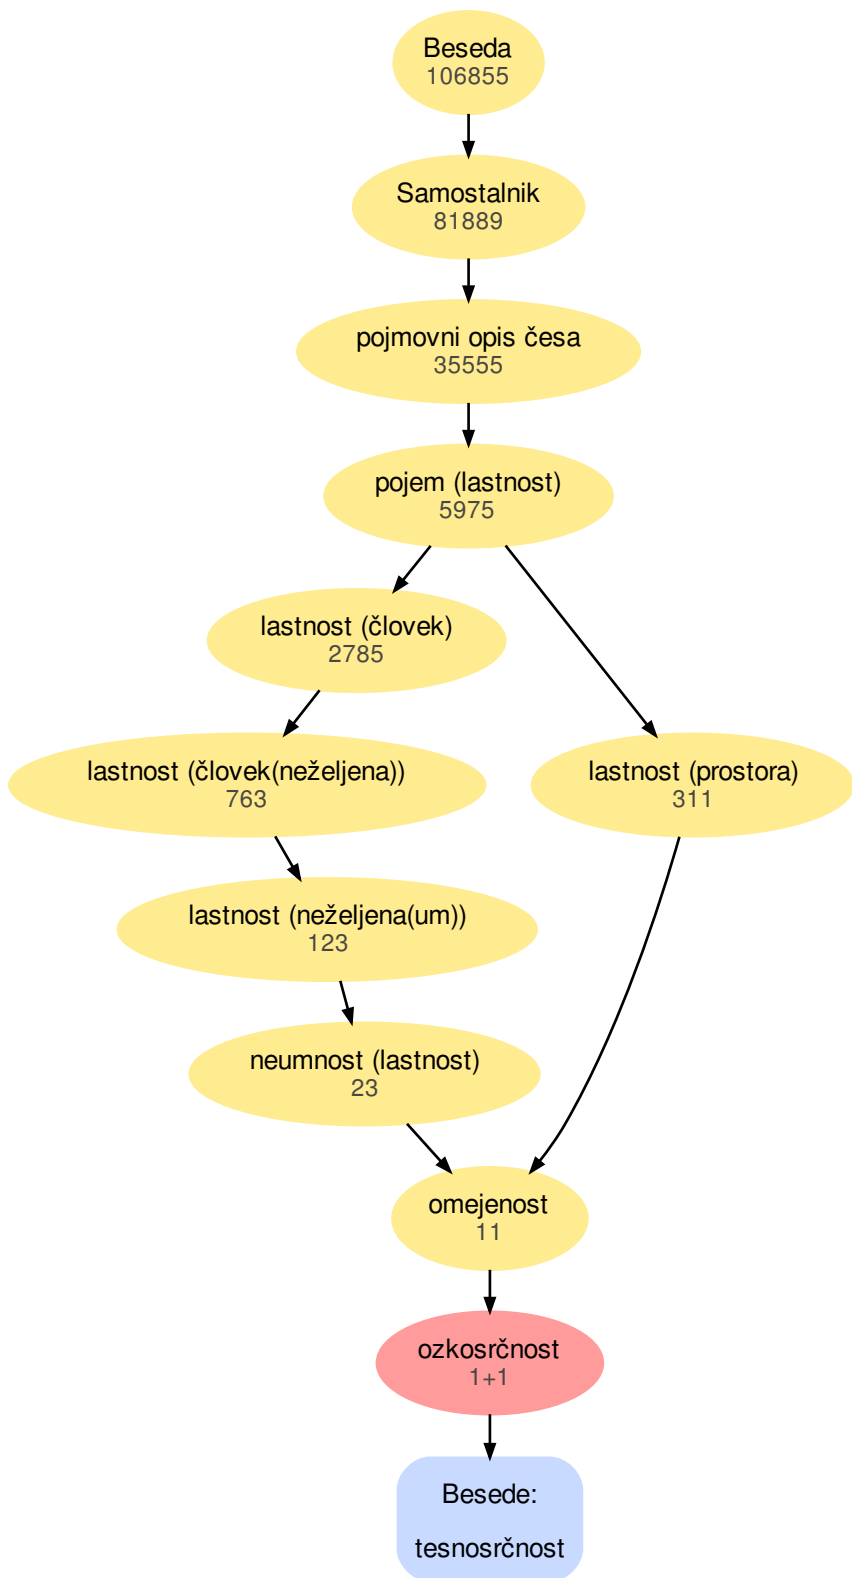 Beseda
106855
Samostalnik
81889
pojmovni opis česa
35555
pojem (lastnost)
5975
lastnost (človek)
2785
lastnost (človek(neželjena))
763
lastnost (prostora)
311
lastnost (neželjena(um))
123
neumnost (lastnost)
23
omejenost
11
ozkosrčnost
1+1
Besede:
tesnosrčnost